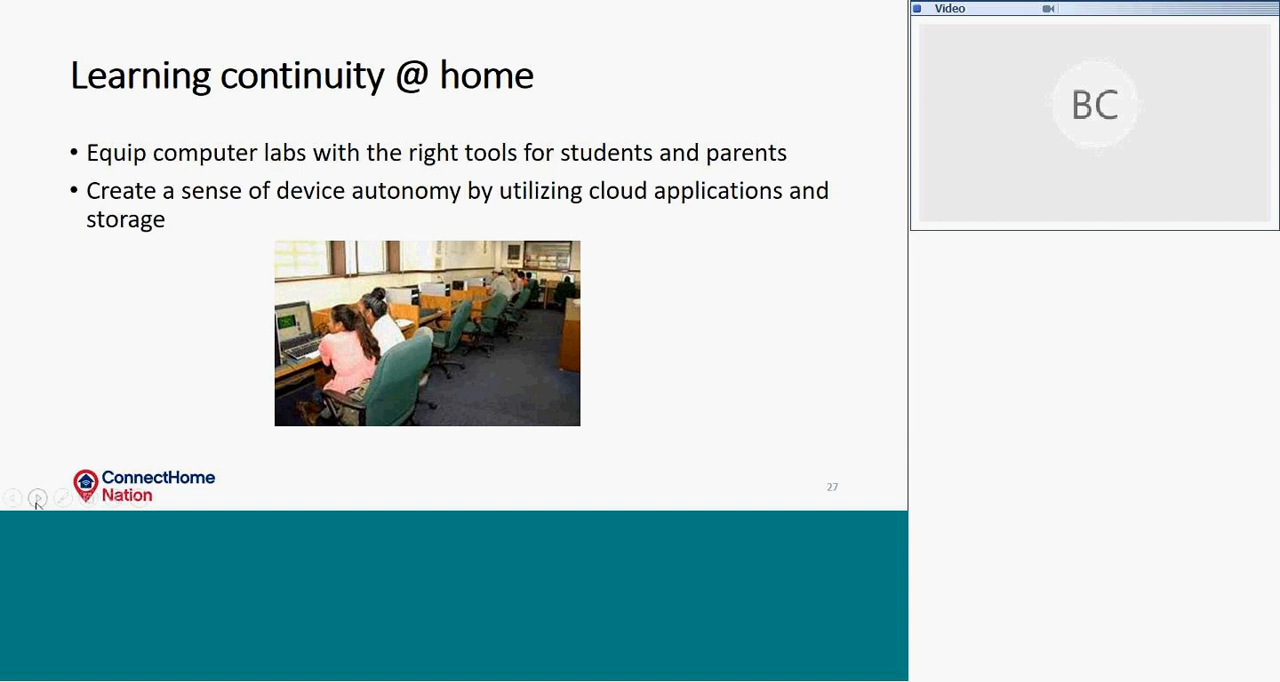 Learning continuity @ home
• Equip computer labs with the right tools for students and parents
• Create a sense of device autonomy by utilizing cloud applications and
storage
ConnectHome
Nation
27
Video
BC